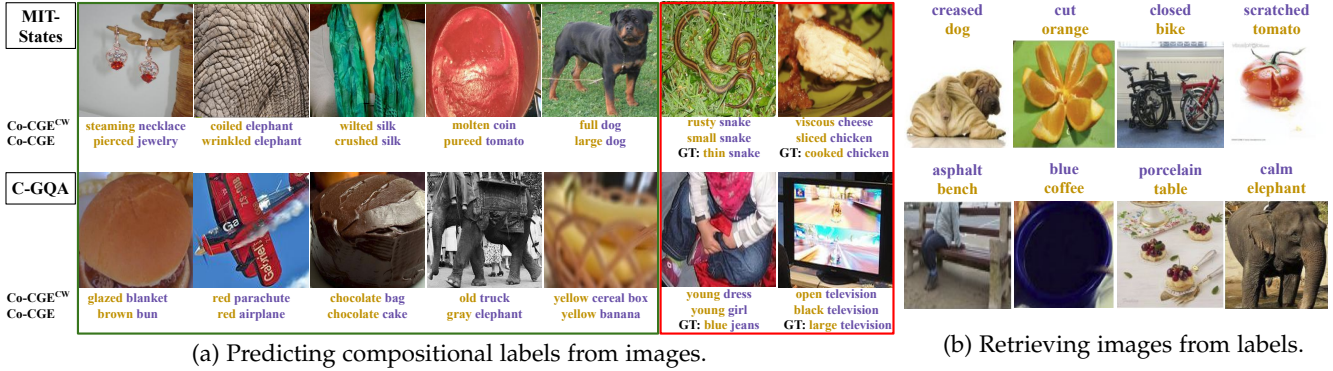 MIT-
States
Co-CGE^CW steaming necklace coiled elephant wilted silk molten coin full dog rusty snake viscous cheese
Co-CGE pierced jewelry wrinkled elephant crushed silk pureed tomato large dog small snake sliced chicken
GT: thin snake GT: cooked chicken
C-GQA
Co-CGE^CW glazed blanket red parachute chocolate bag old truck yellow cereal box young dress open television
Co-CGE brown bun red airplane chocolate cake gray elephant yellow banana young girl black television
GT: blue jeans GT: large television
(a) Predicting compositional labels from images.
creased cut closed scratched
dog orange bike tomato
asphalt blue porcelain calm
bench coffee table elephant
(b) Retrieving images from labels.